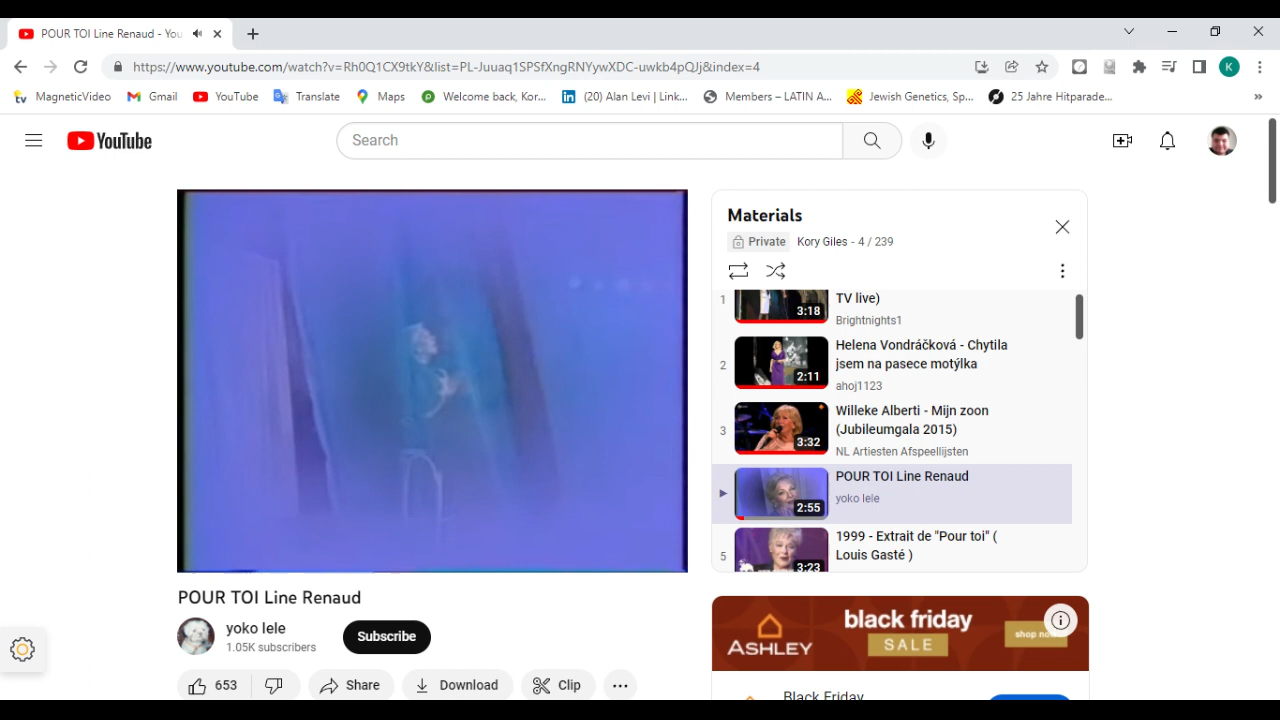 POUR TOI Line Renaud - You
https://www.youtube.com/watch?v=Rh0Q1CX9tkY&list=PL-Juuaq1SPSfXngRNYywXDC-uwkb4pQJj&index=4
K
tv MagneticVideo Gmail YouTube Translate Maps Welcome back, Kor... (20) Alan Levi | Link... Members – LATIN A... Jewish Genetics, Sp... 25 Jahre Hitparade... »
YouTube
Search
Materials
Private Kory Giles - 4 / 239
1 3:18 TV live)
Brightnights1
2 2:11 Helena Vondráčková - Chytila
jsem na pasece motýlka
ahoj1123
3 3:32 Willeke Alberti - Mijn zoon
(Jubileumgala 2015)
NL Artiesten Afspeellijsten
2:55 POUR TOI Line Renaud
yoko lele
5 3:23 1999 - Extrait de "Pour toi" (
Louis Gasté )
POUR TOI Line Renaud
yoko lele
1.05K subscribers
Subscribe
653 Share Download Clip
ASHLEY
black friday
SALE
shop now
Black Friday